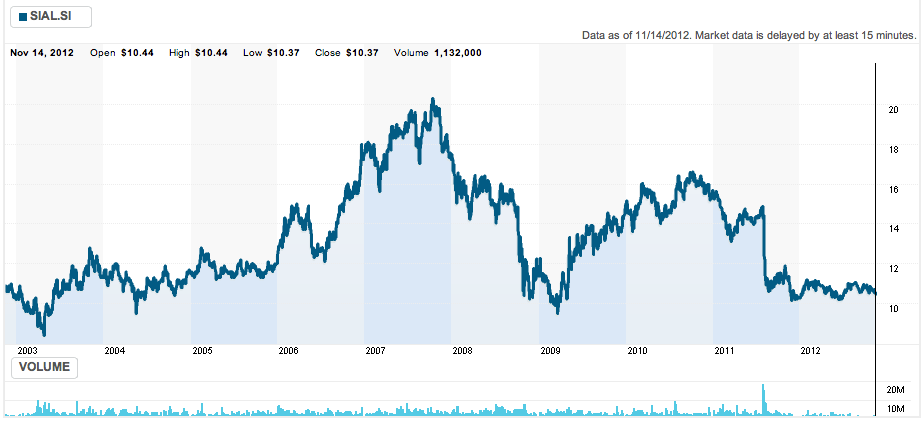 SIAL.SI
Data as of 11/14/2012. Market data is delayed by at least 15 minutes.
Nov 14, 2012 Open $10.44 High $10.44 Low $10.37 Close $10.37 Volume 1,132,000
20
18
16
14
12
10
2003 2004 2005 2006 2007 2008 2009 2010 2011 2012
VOLUME
20M
10M